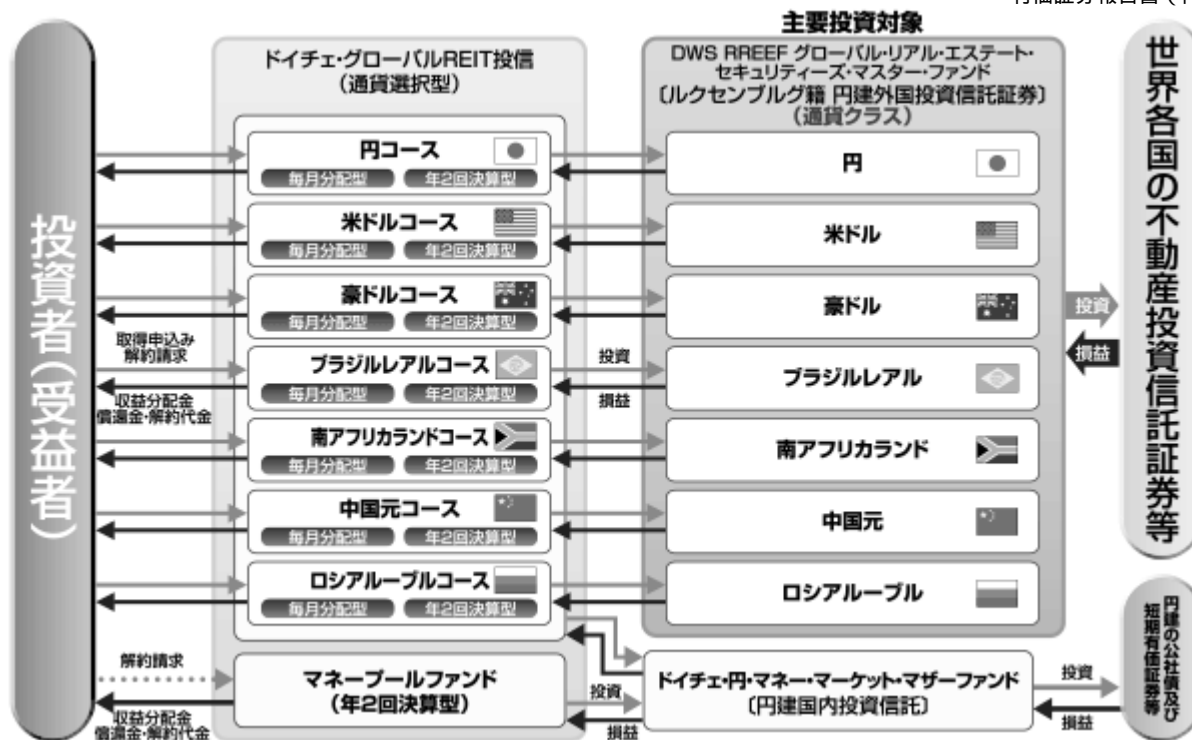 主要投資対象
ドイチェ・グローバルREIT投信
(通貨選択型)
DWS RREEF グローバル・リアル・エステート・
セキュリティーズ・マスター・ファンド
〔ルクセンブルグ籍 円建外国投資信託証券〕
(通貨クラス)
投資者(受益者)
円コース
毎月分配型 年2回決算型
円
米ドルコース
毎月分配型 年2回決算型
米ドル
豪ドルコース
毎月分配型 年2回決算型
豪ドル
取得申込み
解約請求
収益分配金
償還金・解約代金
ブラジルレアルコース
毎月分配型 年2回決算型
投資
損益
ブラジルレアル
南アフリカランドコース
毎月分配型 年2回決算型
南アフリカランド
中国元コース
毎月分配型 年2回決算型
中国元
ロシアルーブルコース
毎月分配型 年2回決算型
ロシアルーブル
投資
損益
世界各国の不動産投資信託証券等
解約請求
収益分配金
償還金・解約代金
マネープールファンド
(年2回決算型)
投資
損益
ドイチェ・円・マネー・マーケット・マザーファンド
〔円建国内投資信託〕
投資
損益
円建の公社債及び
短期有価証券等